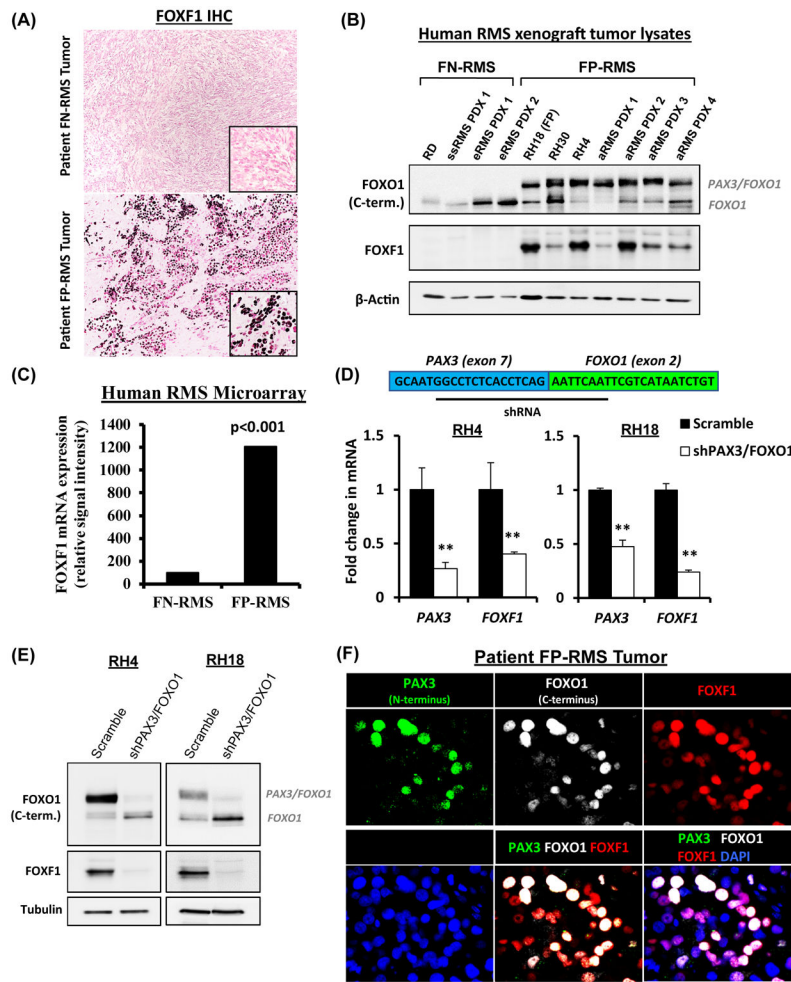 (A)
FOXF1 IHC
Patient FN-RMS Tumor
Patient FP-RMS Tumor
(B)
Human RMS xenograft tumor lysates
FN-RMS
FP-RMS
RD
ssRMS PDX 1
eRMS PDX 1
eRMS PDX 2
RH18 (FP)
RH30
RH4
aRMS PDX 1
aRMS PDX 2
aRMS PDX 3
aRMS PDX 4
FOXO1
(C-term.)
PAX3/FOXO1
FOXO1
FOXF1
β-Actin
(C)
Human RMS Microarray
FOXF1 mRNA expression
(relative signal intensity)
1400
1200
1000
800
600
400
200
0
p<0.001
FN-RMS
FP-RMS
(D)
PAX3 (exon 7)
FOXO1 (exon 2)
GCAATGGCCTCTCACCTCAG
AATTCAATTCGTCATAATCTGT
shRNA
Scramble
shPAX3/FOXO1
RH4
Fold change in mRNA
1.5
1
0.5
0
**
**
PAX3
FOXF1
RH18
1.5
1
0.5
0
**
**
PAX3
FOXF1
(E)
RH4
RH18
Scramble
shPAX3/FOXO1
Scramble
shPAX3/FOXO1
FOXO1
(C-term.)
PAX3/FOXO1
FOXO1
FOXF1
Tubulin
(F)
Patient FP-RMS Tumor
PAX3
(N-terminus)
FOXO1
(C-terminus)
FOXF1
PAX3 FOXO1 FOXF1
PAX3 FOXO1
FOXF1 DAPI